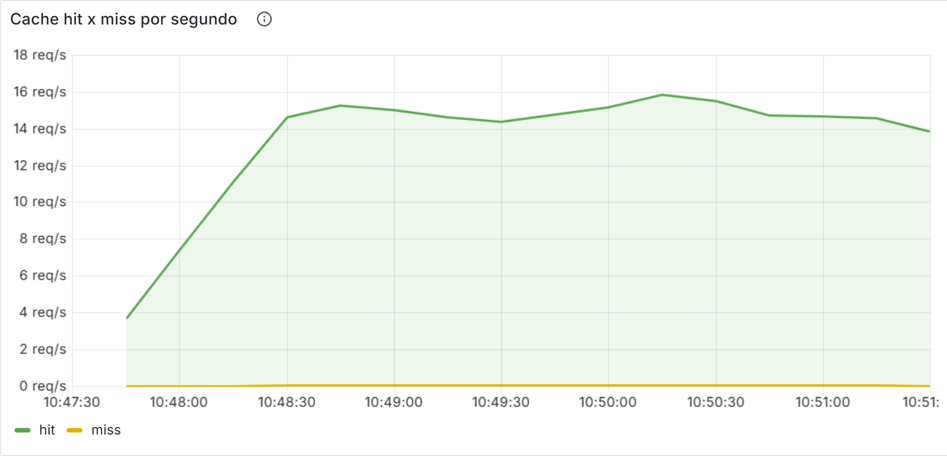 Cache hit x miss por segundo
18 req/s
16 req/s
14 req/s
12 req/s
10 req/s
8 req/s
6 req/s
4 req/s
2 req/s
0 req/s
10:47:30 10:48:00 10:48:30 10:49:00 10:49:30 10:50:00 10:50:30 10:51:00 10:51:
hit miss